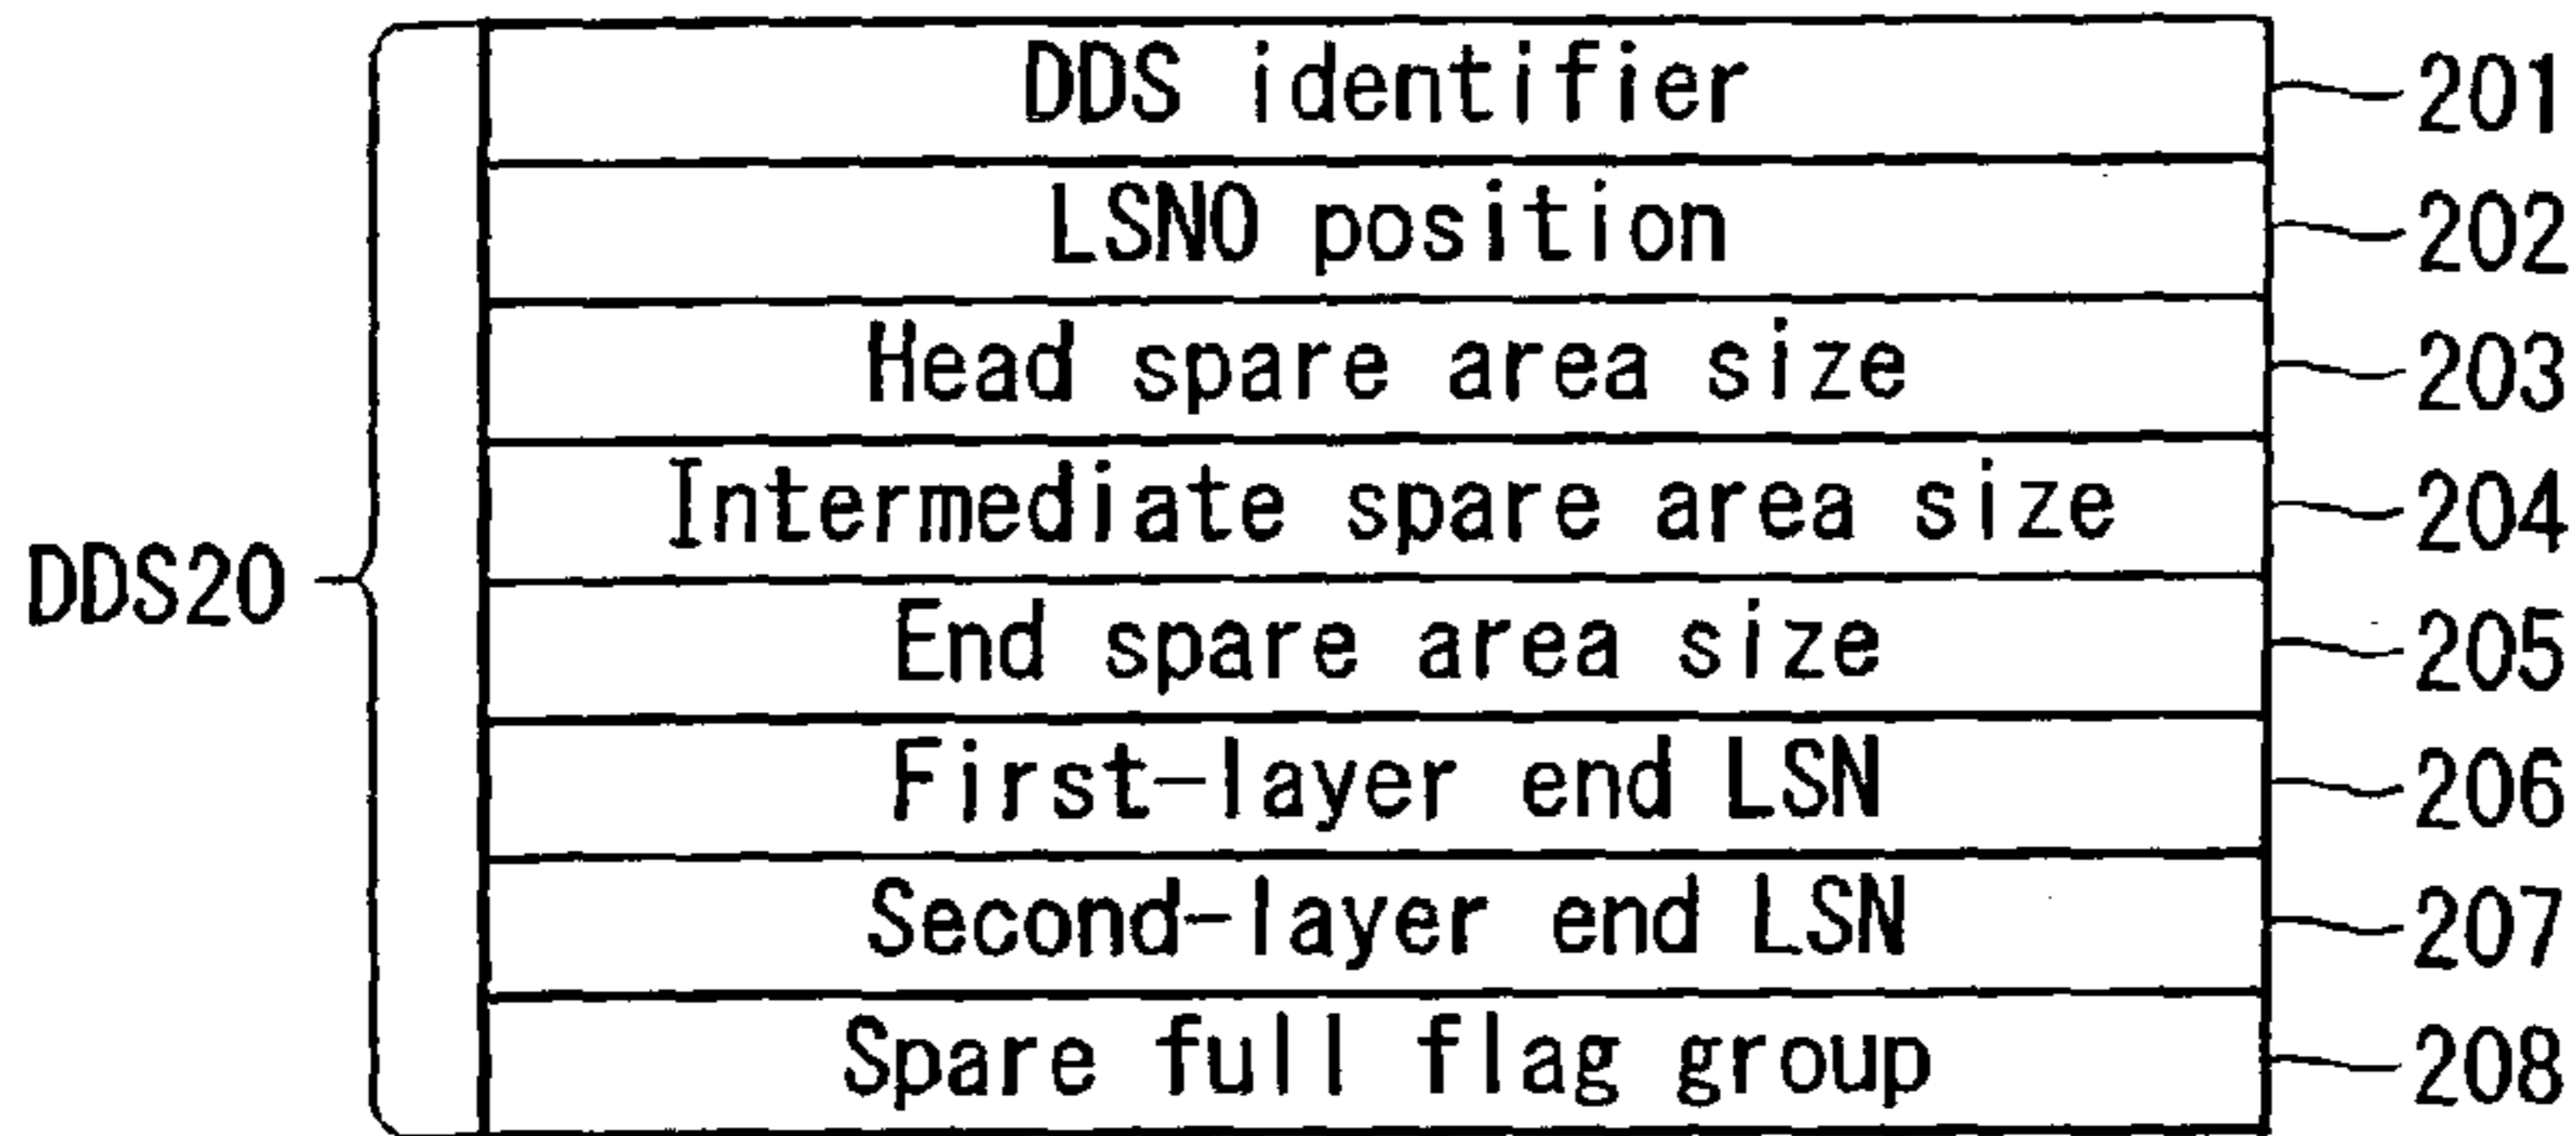 DDS identifier 201
LSN0 position 202
Head spare area size 203
Intermediate spare area size 204
DDS20
End spare area size 205
First-layer end LSN 206
Second-layer end LSN 207
Spare full flag group 208